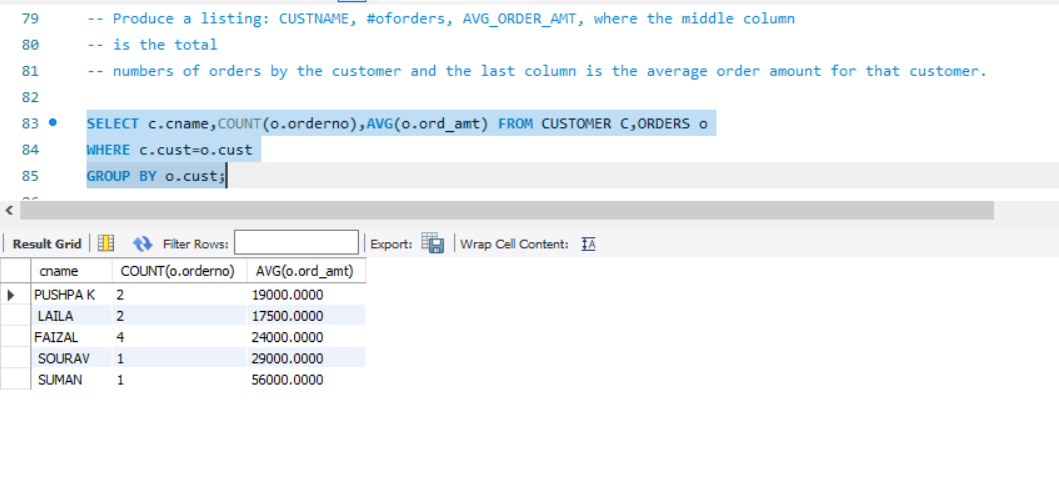 79 -- Produce a listing: CUSTNAME, #oforders, AVG_ORDER_AMT, where the middle column
80 -- is the total
81 -- numbers of orders by the customer and the last column is the average order amount for that customer.
82
83 SELECT c.cname,COUNT(o.orderno),AVG(o.ord_amt) FROM CUSTOMER C,ORDERS o
84 WHERE c.cust=o.cust
85 GROUP BY o.cust;
Result Grid Filter Rows: Export: Wrap Cell Content: IA
cname COUNT(o.orderno) AVG(o.ord_amt)
PUSHPA K 2 19000.0000
LAILA 2 17500.0000
FAIZAL 4 24000.0000
SOURAV 1 29000.0000
SUMAN 1 56000.0000